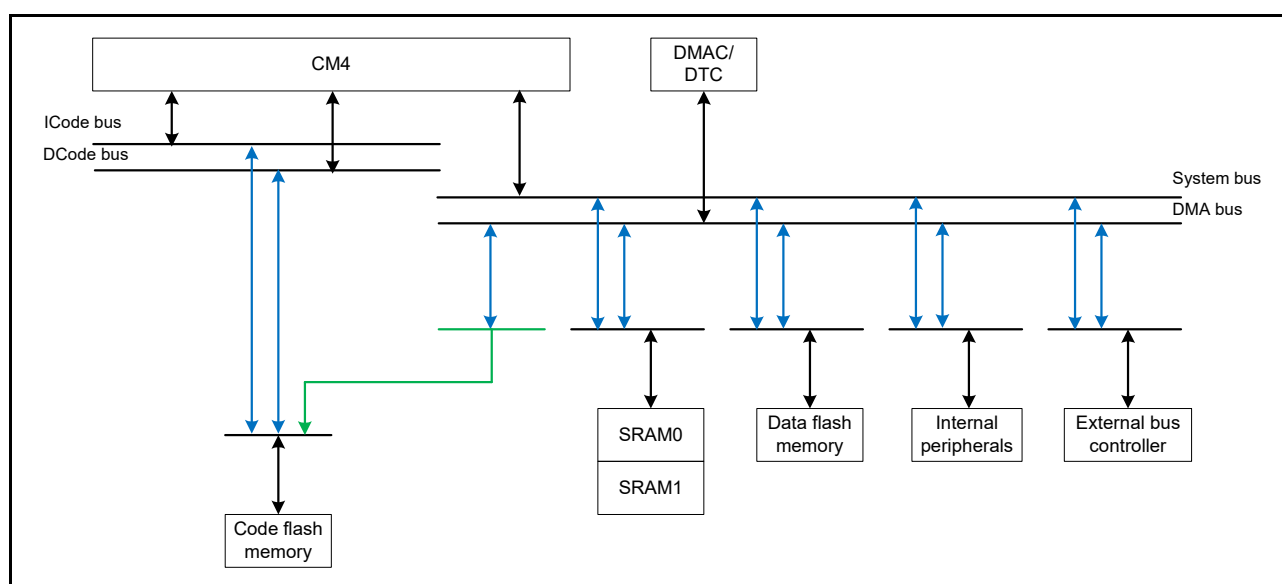 CM4
DMAC/
DTC
ICode bus
DCode bus
System bus
DMA bus
SRAM0
SRAM1
Data flash
memory
Internal
peripherals
External bus
controller
Code flash
memory